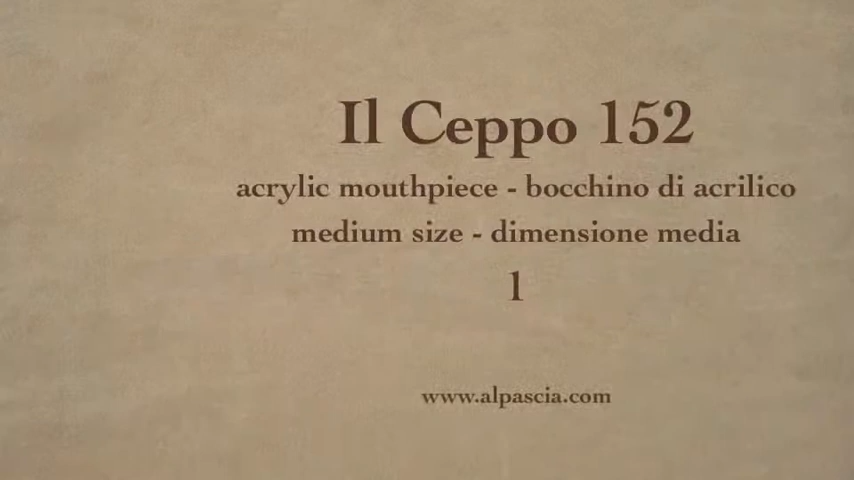 Il Ceppo 152
acrylic mouthpiece - bocchino di acrilico
medium size - dimensione media
1
www.alpascia.com